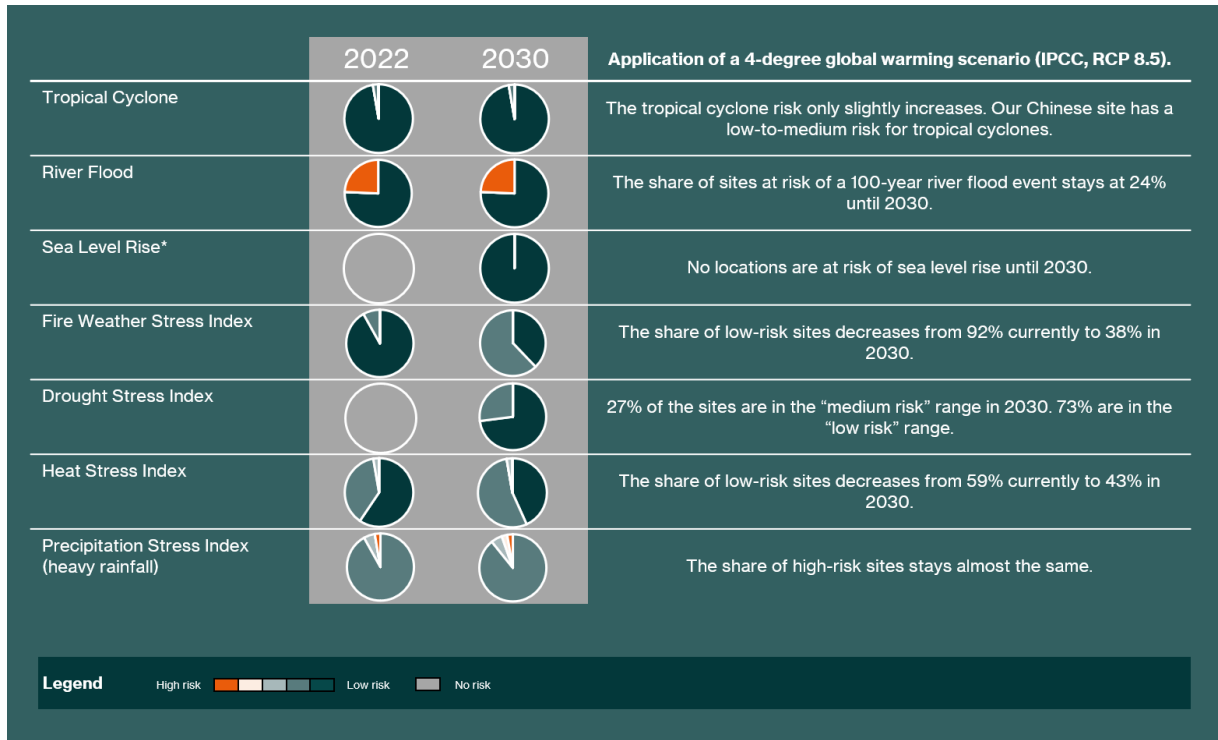 2022
2030
Application of a 4-degree global warming scenario (IPCC, RCP 8.5).
Tropical Cyclone
The tropical cyclone risk only slightly increases. Our Chinese site has a
low-to-medium risk for tropical cyclones.
River Flood
The share of sites at risk of a 100-year river flood event stays at 24%
until 2030.
Sea Level Rise*
No locations are at risk of sea level rise until 2030.
Fire Weather Stress Index
The share of low-risk sites decreases from 92% currently to 38% in
2030.
Drought Stress Index
27% of the sites are in the “medium risk” range in 2030. 73% are in the
“low risk” range.
Heat Stress Index
The share of low-risk sites decreases from 59% currently to 43% in
2030.
Precipitation Stress Index
(heavy rainfall)
The share of high-risk sites stays almost the same.
Legend
High risk
Low risk
No risk